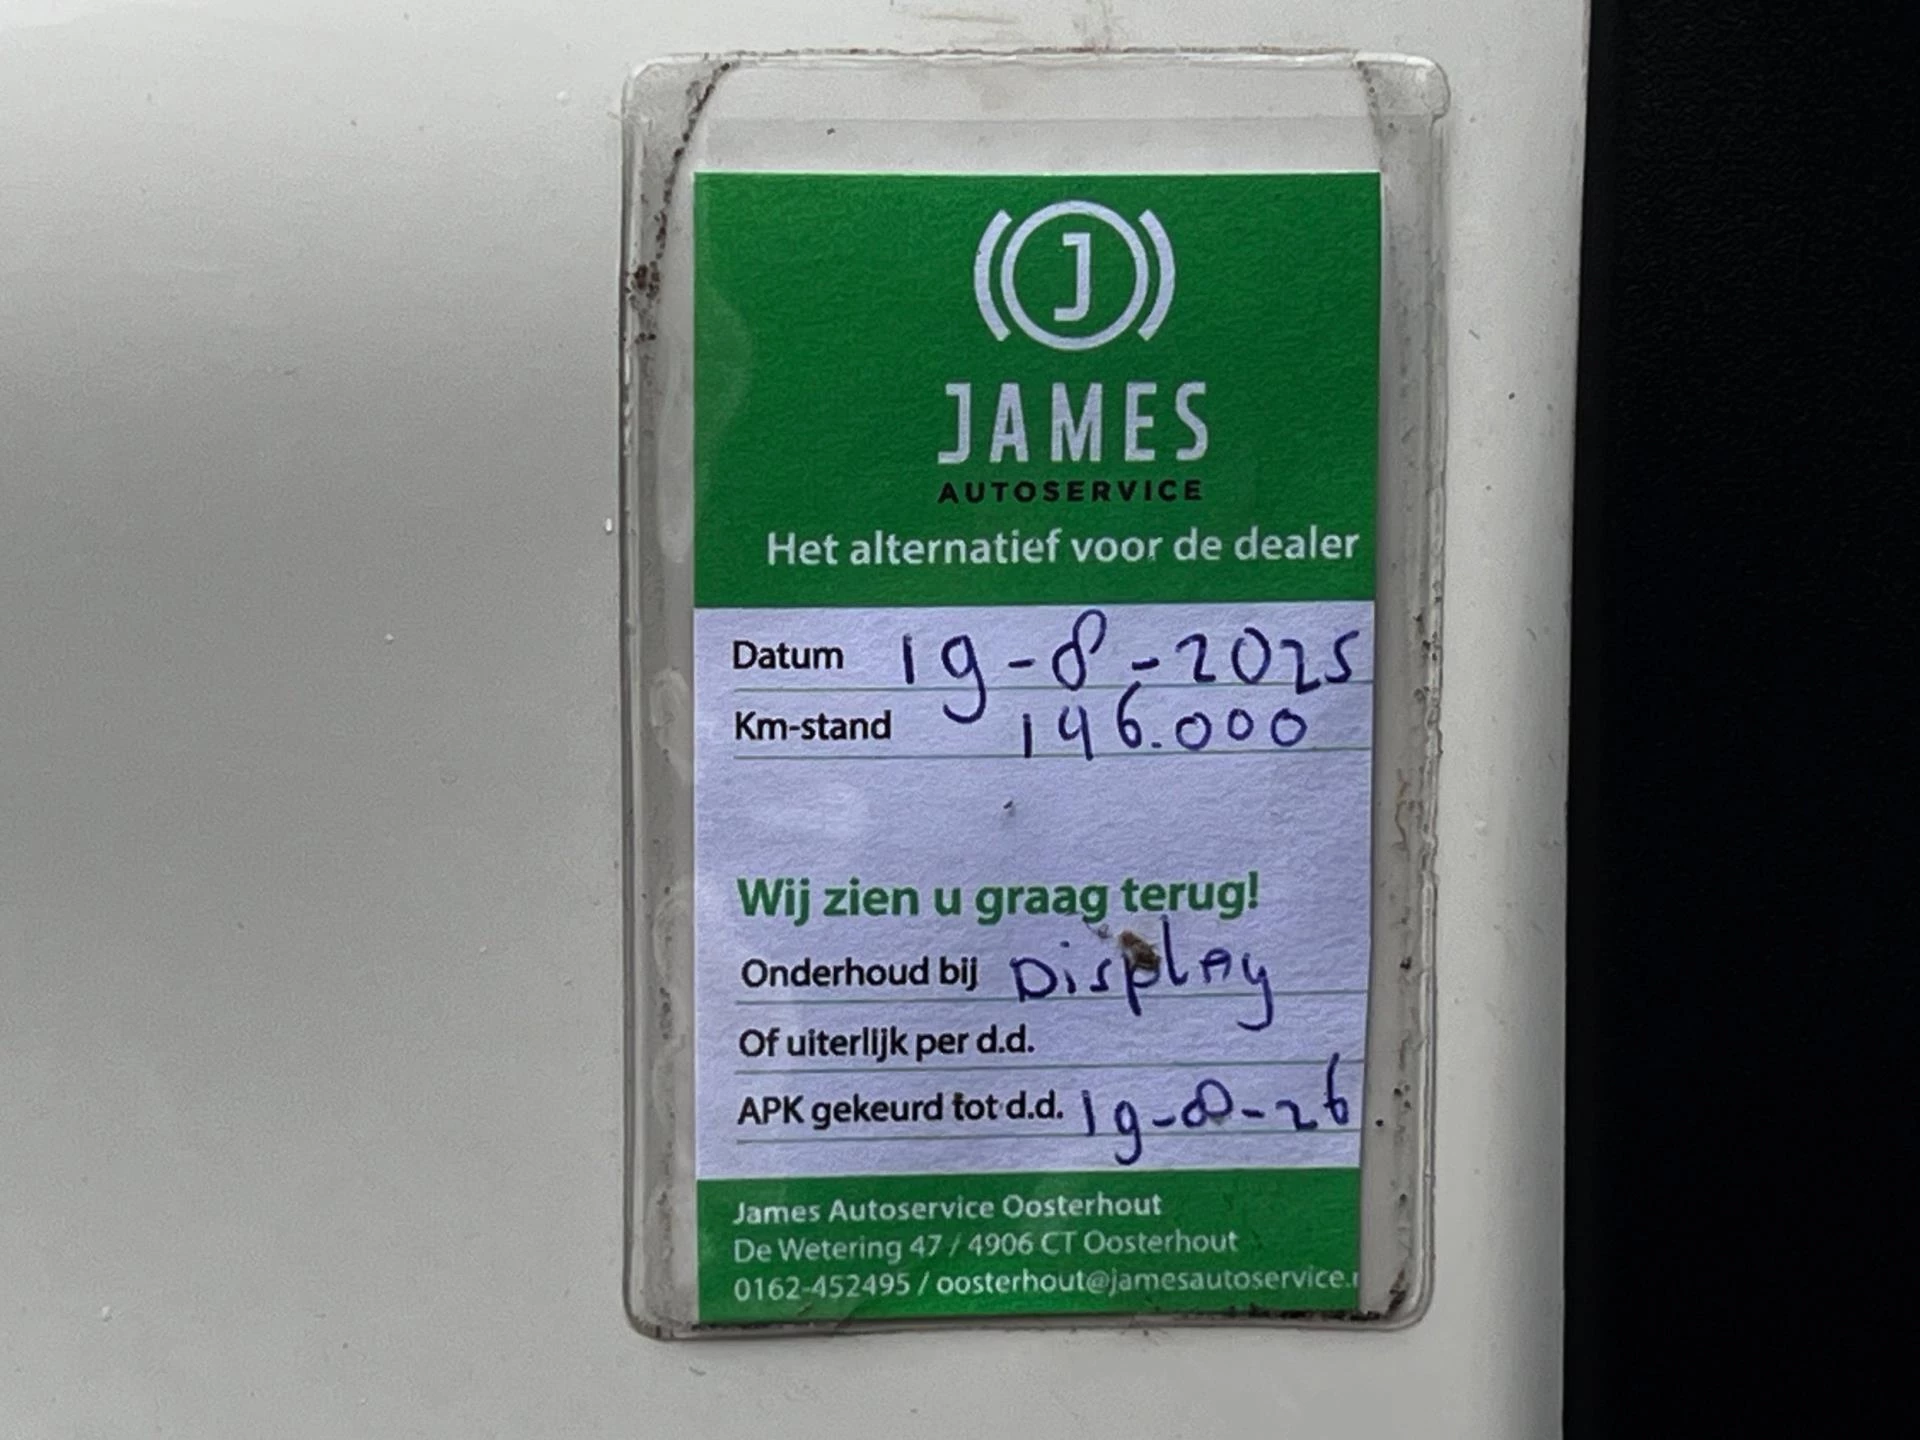 J
JAMES
AUTOSERVICE
Het alternatief voor de dealer
Datum 19-8-2025
Km-stand 146.000
Wij zien u graag terug!
Onderhoud bij Display
Of uiterlijk per d.d.
APK gekeurd tot d.d. 19-8-26.
James Autoservice Oosterhout
De Wetering 47 / 4906 CT Oosterhout
0162-452495 / oosterhout@jamesautoservice.